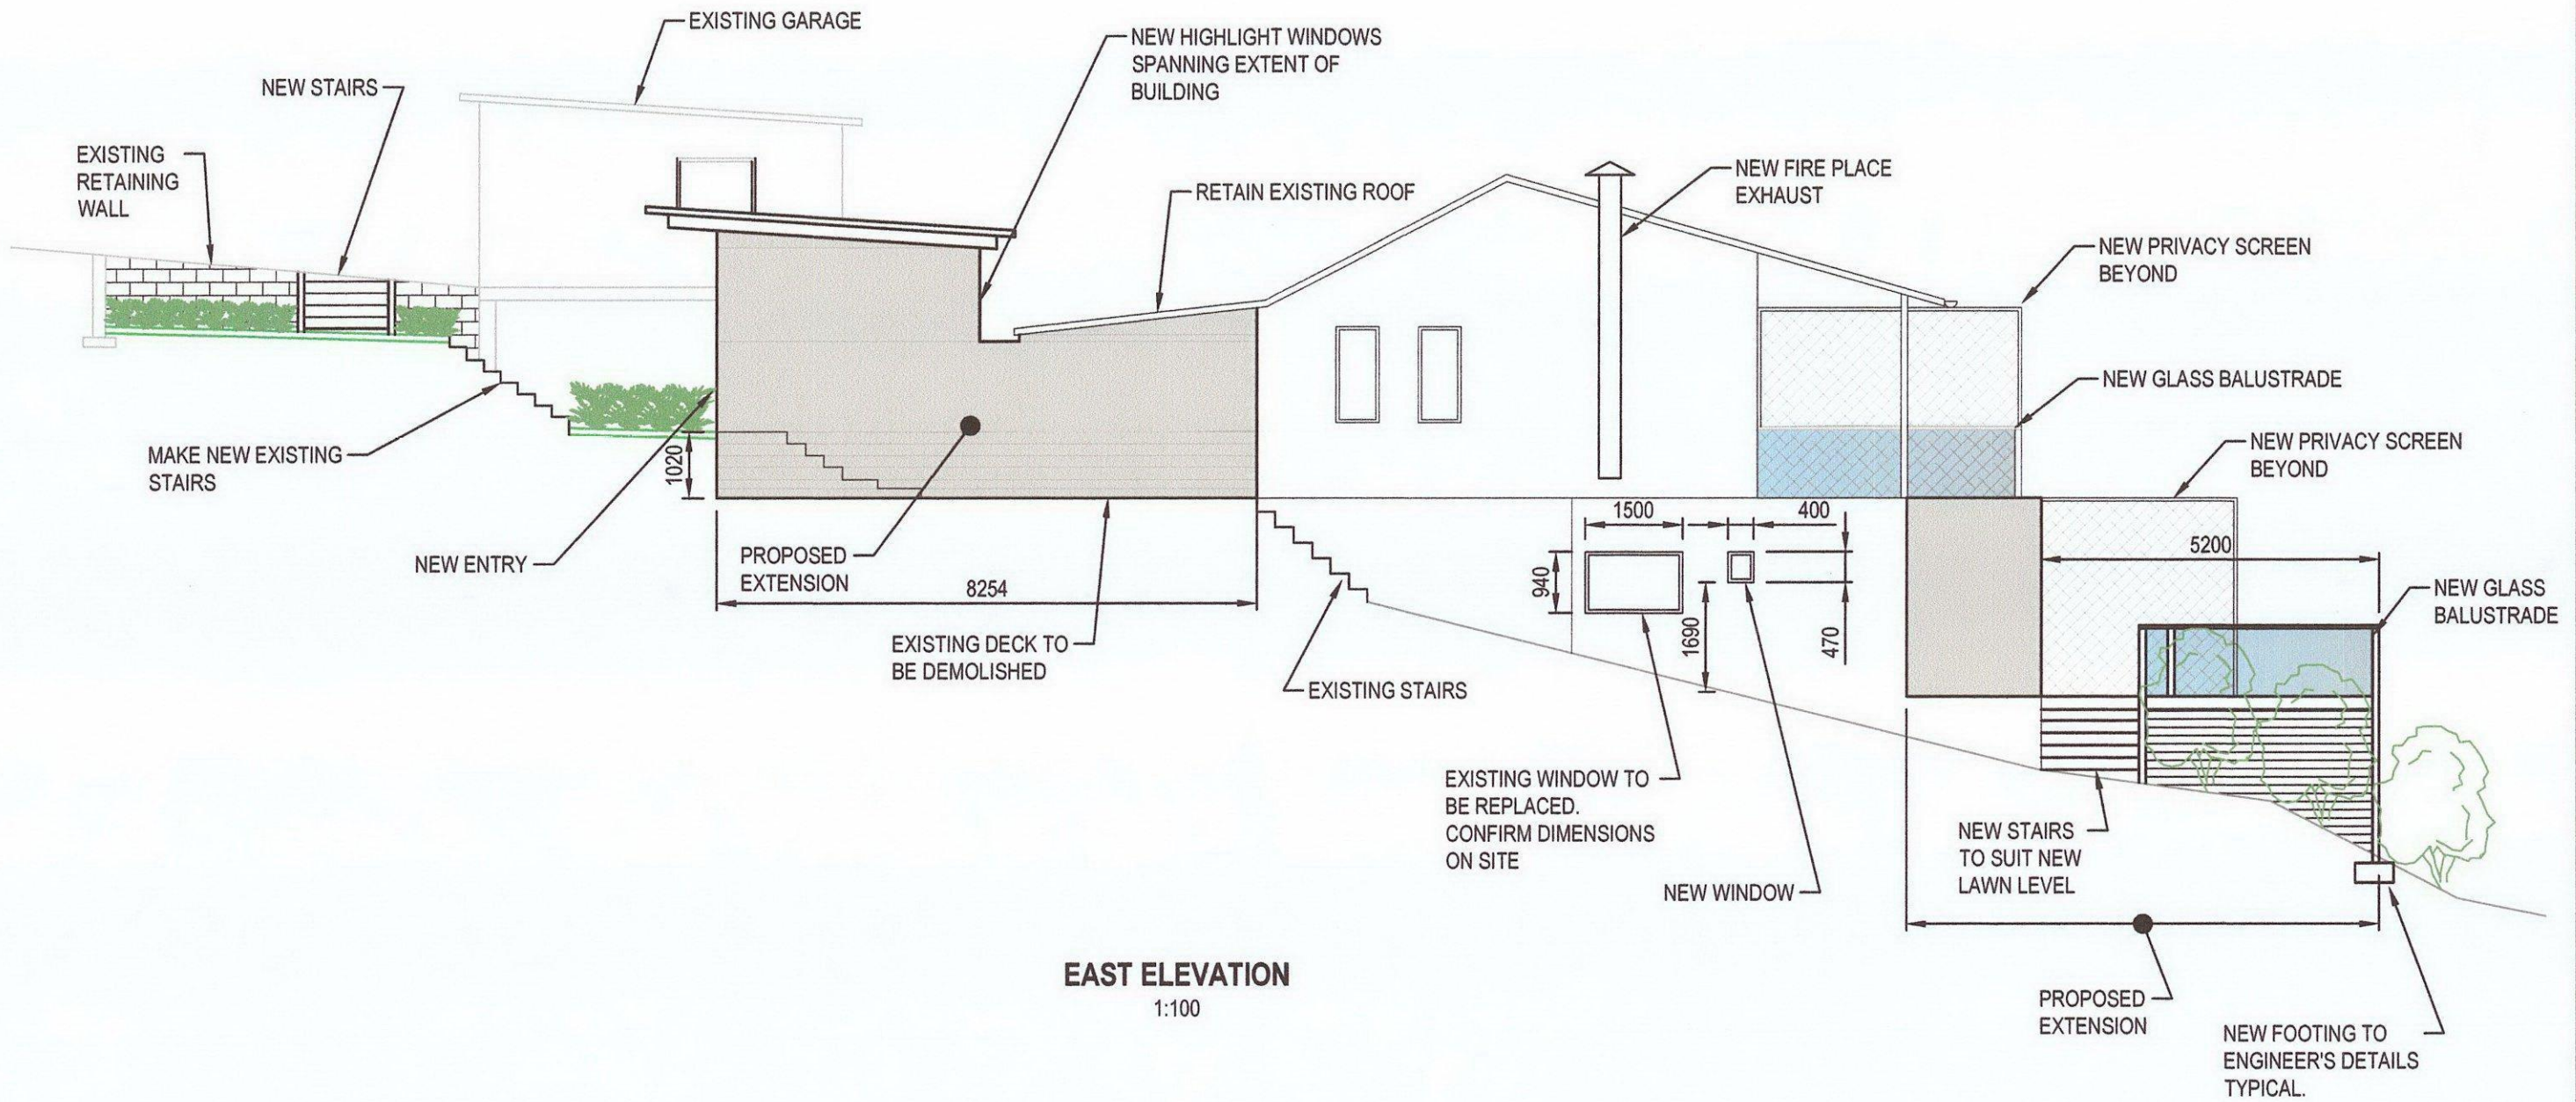 EXISTING GARAGE
NEW HIGHLIGHT WINDOWS
SPANNING EXTENT OF
BUILDING
NEW STAIRS
EXISTING
RETAINING
WALL
RETAIN EXISTING ROOF
NEW FIRE PLACE
EXHAUST
NEW PRIVACY SCREEN
BEYOND
NEW GLASS BALUSTRADE
NEW PRIVACY SCREEN
BEYOND
MAKE NEW EXISTING
STAIRS
1020
NEW ENTRY
PROPOSED
EXTENSION
8254
EXISTING DECK TO
BE DEMOLISHED
EXISTING STAIRS
1500
400
940
1690
470
5200
NEW GLASS
BALUSTRADE
EXISTING WINDOW TO
BE REPLACED.
CONFIRM DIMENSIONS
ON SITE
NEW WINDOW
NEW STAIRS
TO SUIT NEW
LAWN LEVEL
PROPOSED
EXTENSION
NEW FOOTING TO
ENGINEER'S DETAILS
TYPICAL.
EAST ELEVATION
1:100